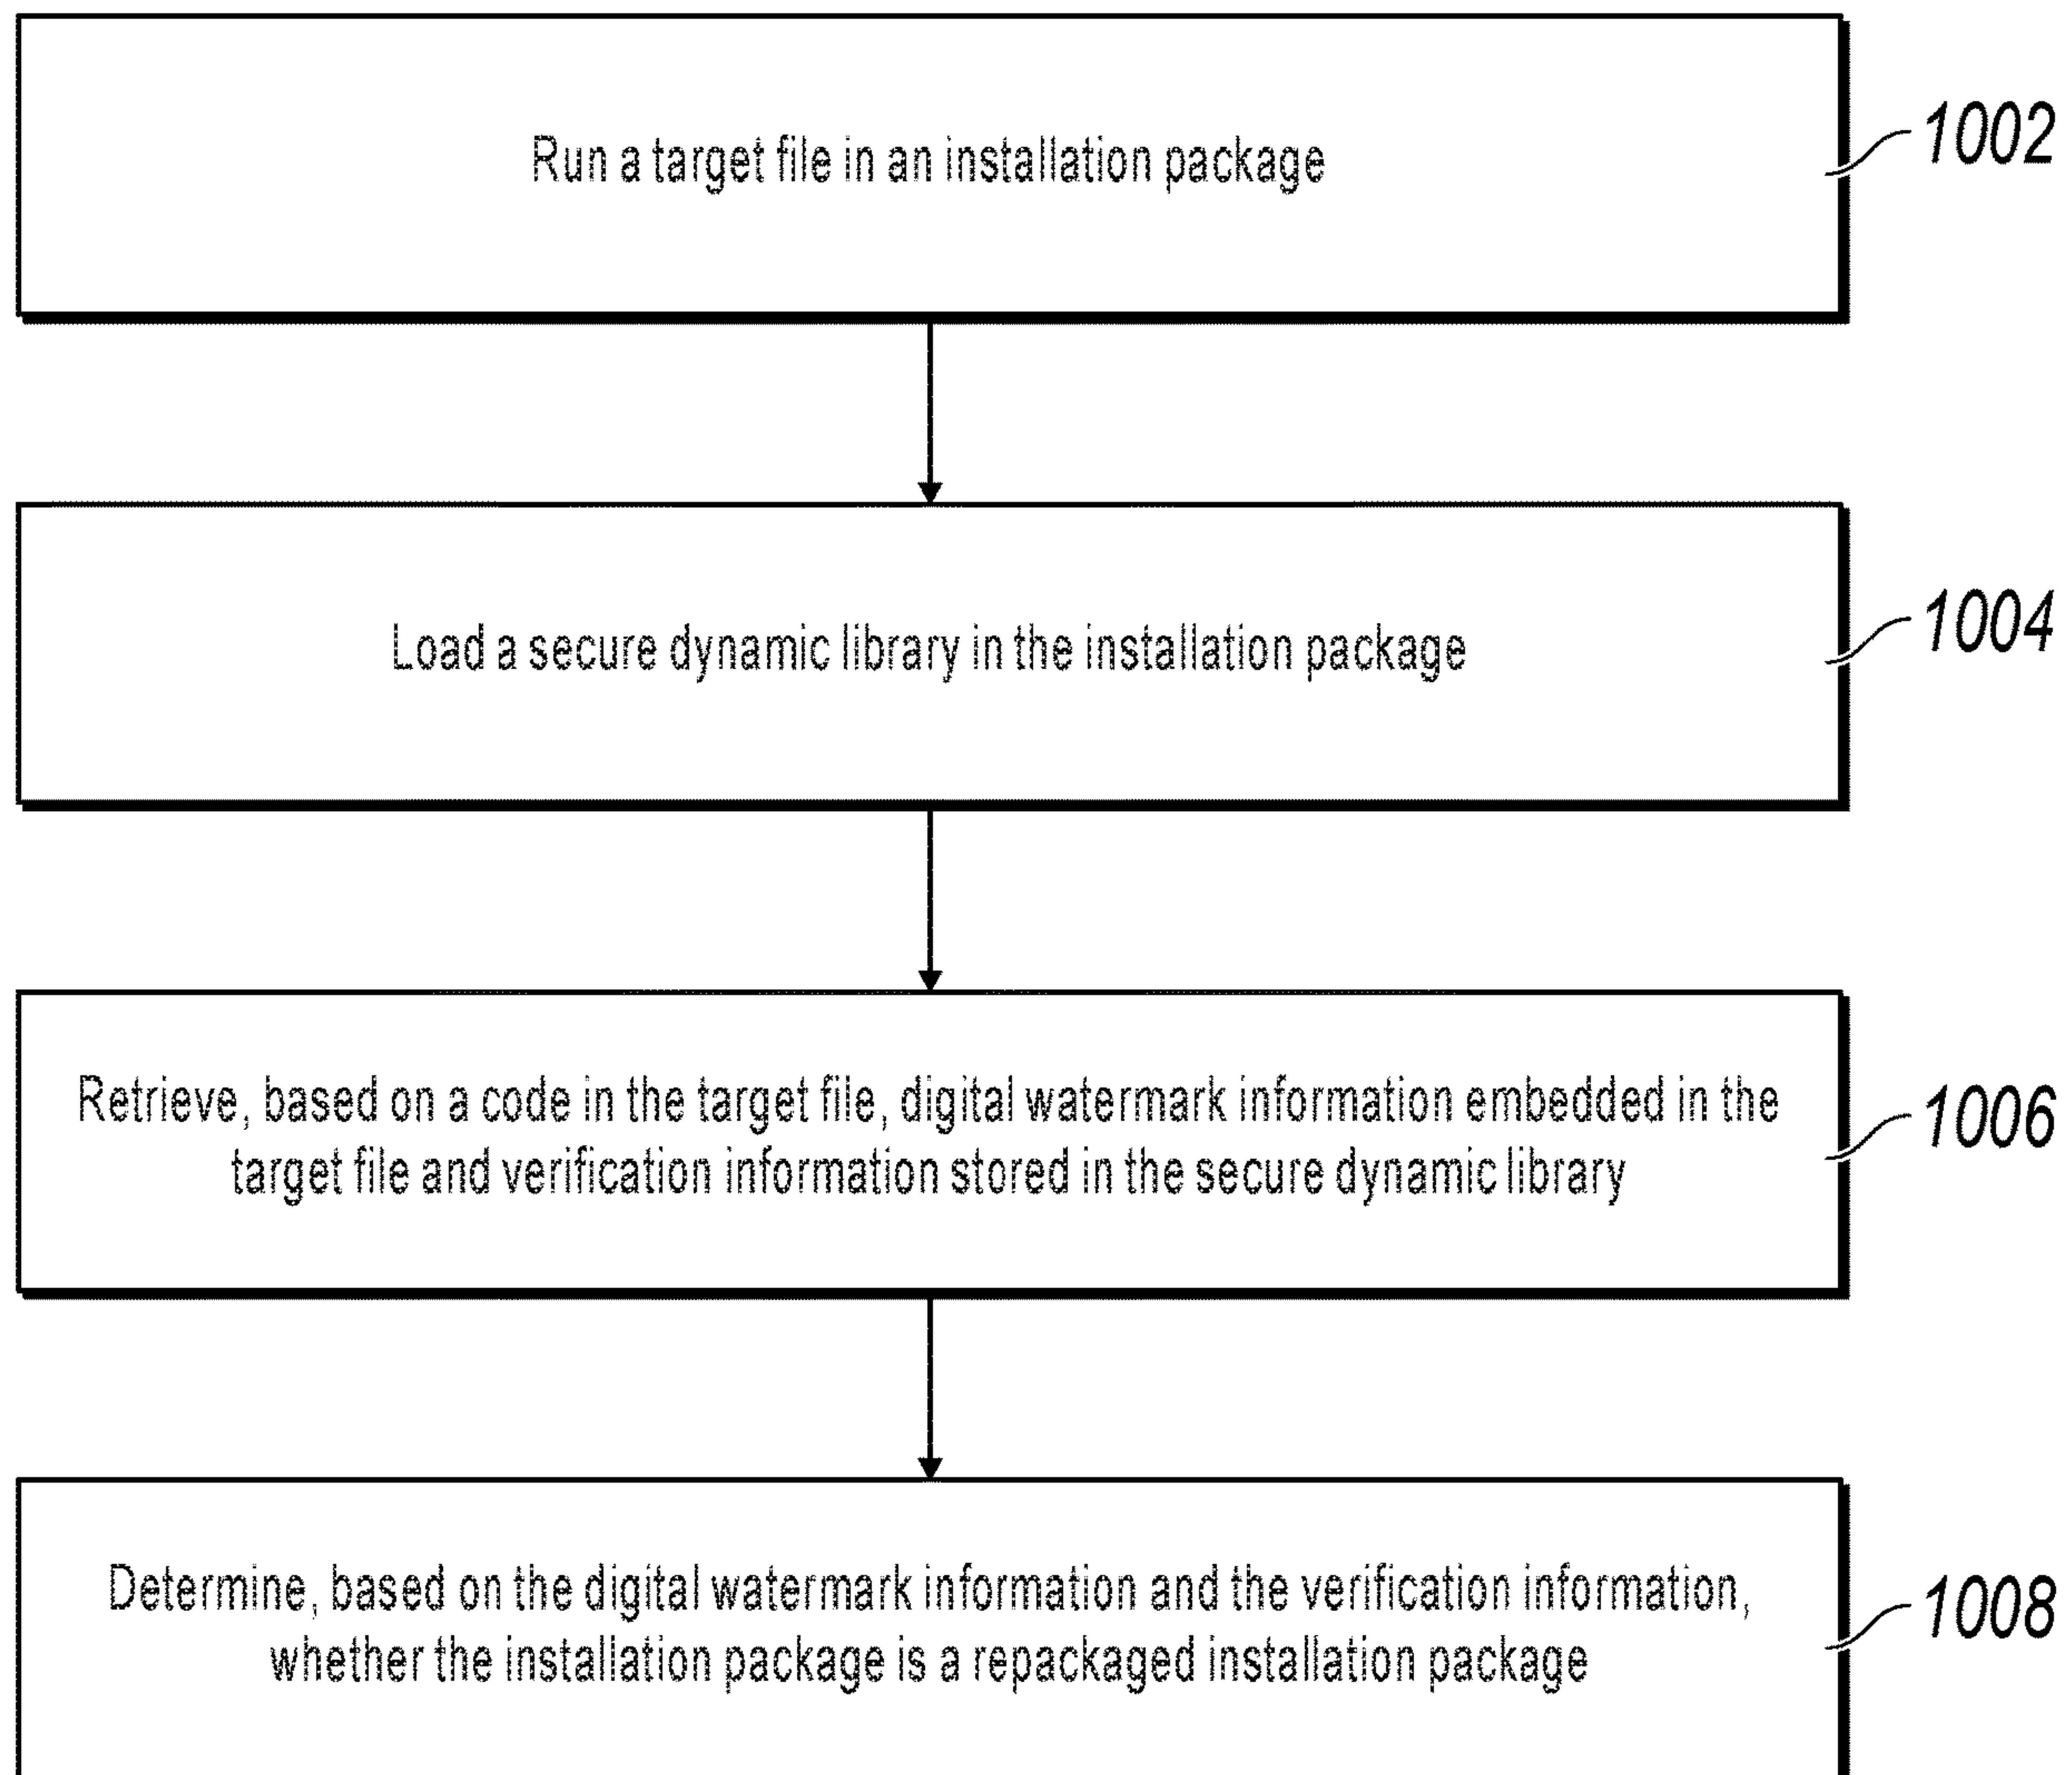 Run a target file in an installation package
1002
Load a secure dynamic library in the installation package
1004
Retrieve, based on a code in the target file, digital watermark information embedded in the
target file and verification information stored in the secure dynamic library
1006
Determine, based on the digital watermark information and the verification information,
whether the installation package is a repackaged installation package
1008